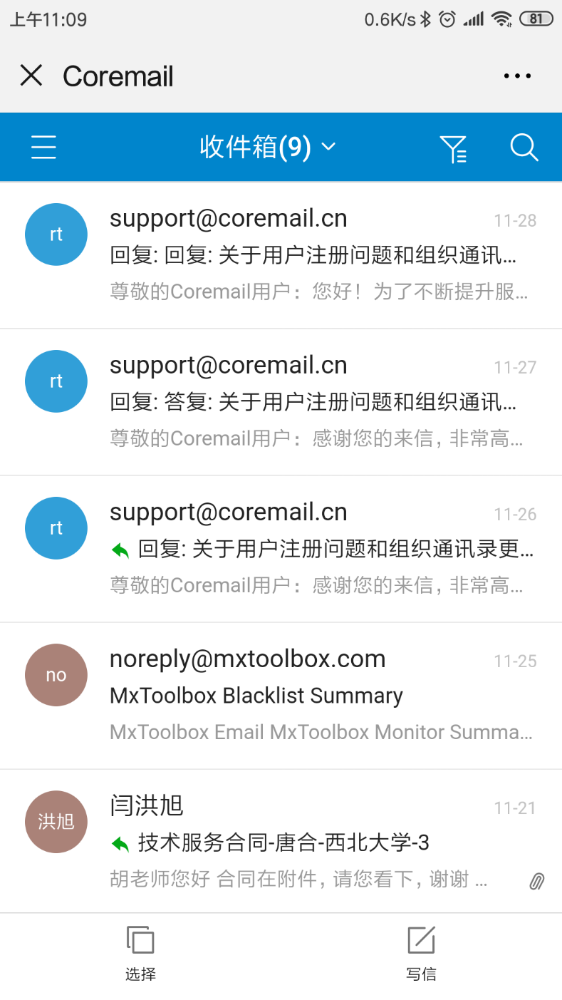 上午11:09
0.6K/s
81
Coremail
收件箱(9)
rt
support@coremail.cn
11-28
回复: 回复: 关于用户注册问题和组织通讯...
尊敬的Coremail用户：您好！为了不断提升服...
rt
support@coremail.cn
11-27
回复: 答复: 关于用户注册问题和组织通讯...
尊敬的Coremail用户：感谢您的来信, 非常高...
rt
support@coremail.cn
11-26
回复: 关于用户注册问题和组织通讯录更...
尊敬的Coremail用户：感谢您的来信, 非常高...
no
noreply@mxtoolbox.com
11-25
MxToolbox Blacklist Summary
MxToolbox Email MxToolbox Monitor Summa...
洪旭
闫洪旭
11-21
技术服务合同-唐合-西北大学-3
胡老师您好 合同在附件, 请您看下, 谢谢 ...
选择
写信